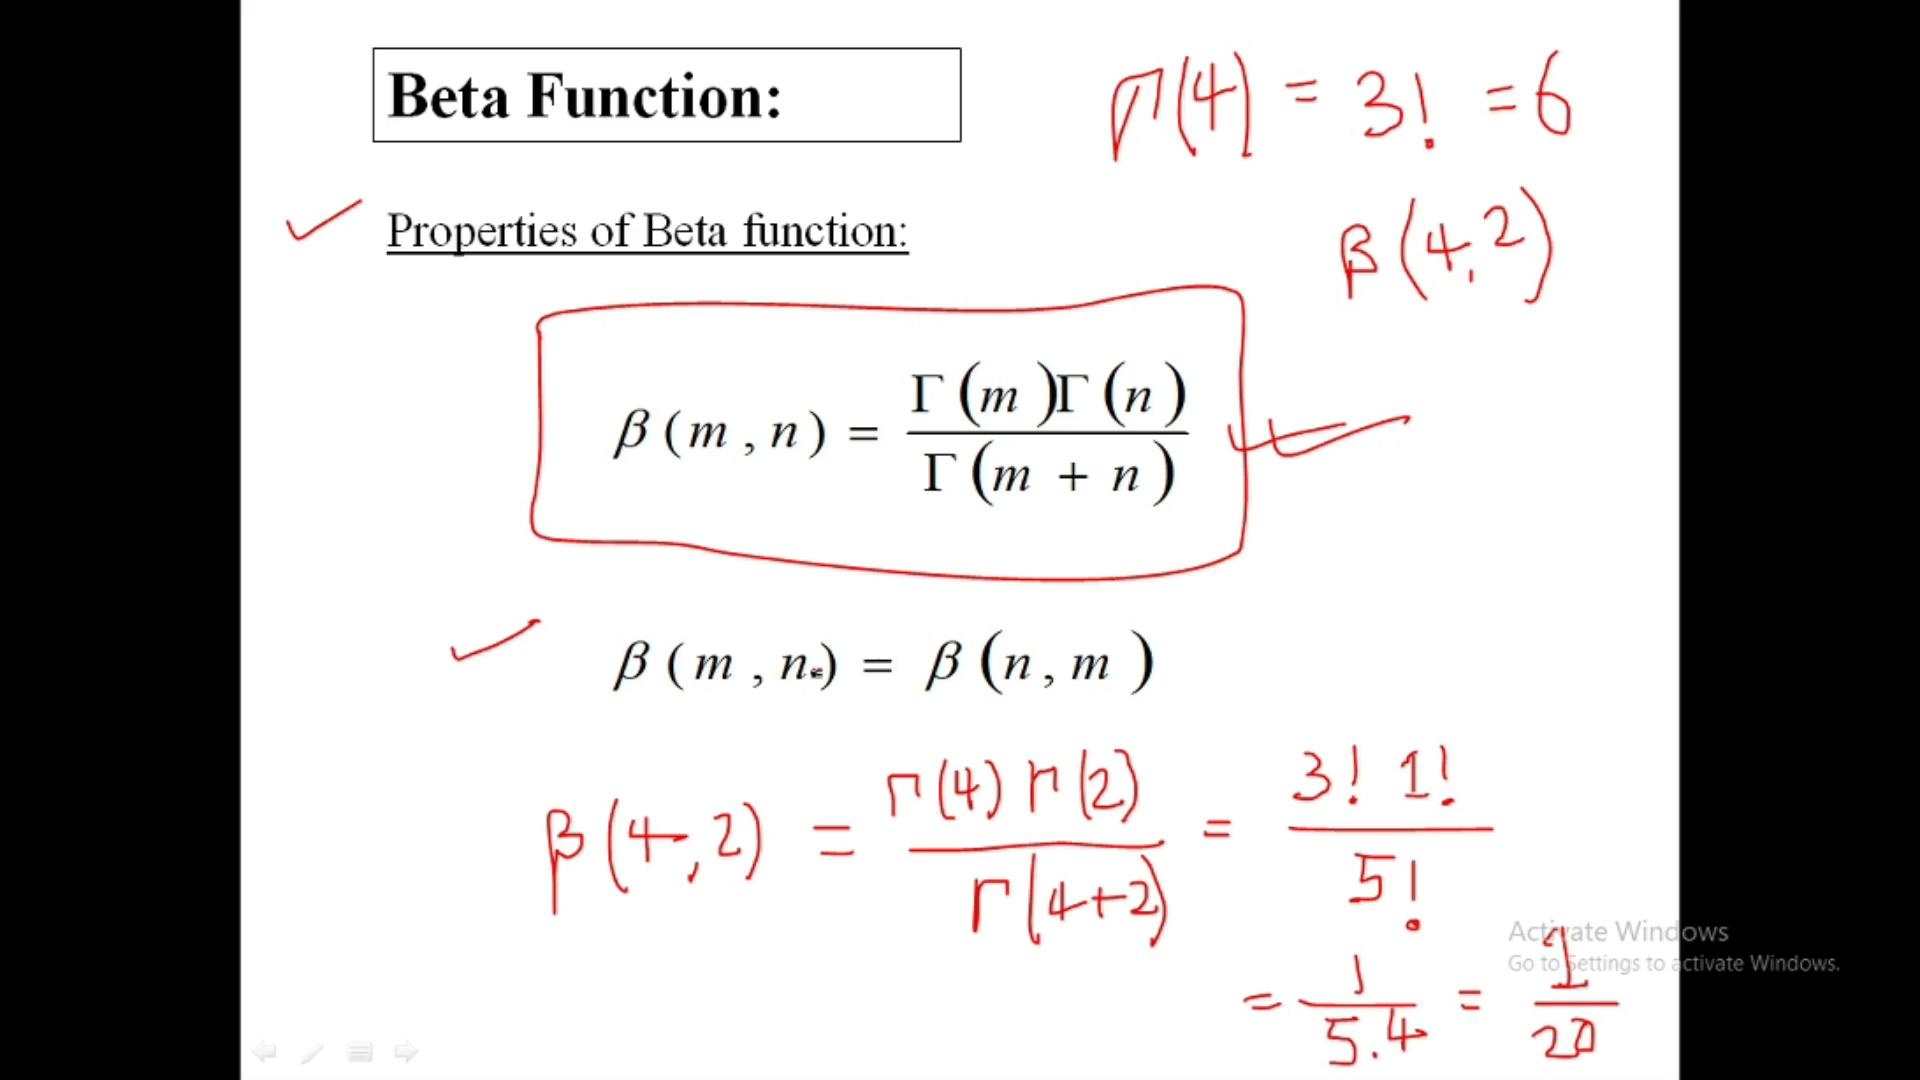 Beta Function:
Γ(4) = 3! = 6
Properties of Beta function:
β(4,2)
β(m,n) = Γ(m)Γ(n) / Γ(m + n)
β(m,n) = β(n,m)
β(4,2) = Γ(4) Γ(2) / Γ(4+2) = 3! 1! / 5!
Activate Windows
Go to Settings to activate Windows.
= 1 / 5.4 = 1 / 20